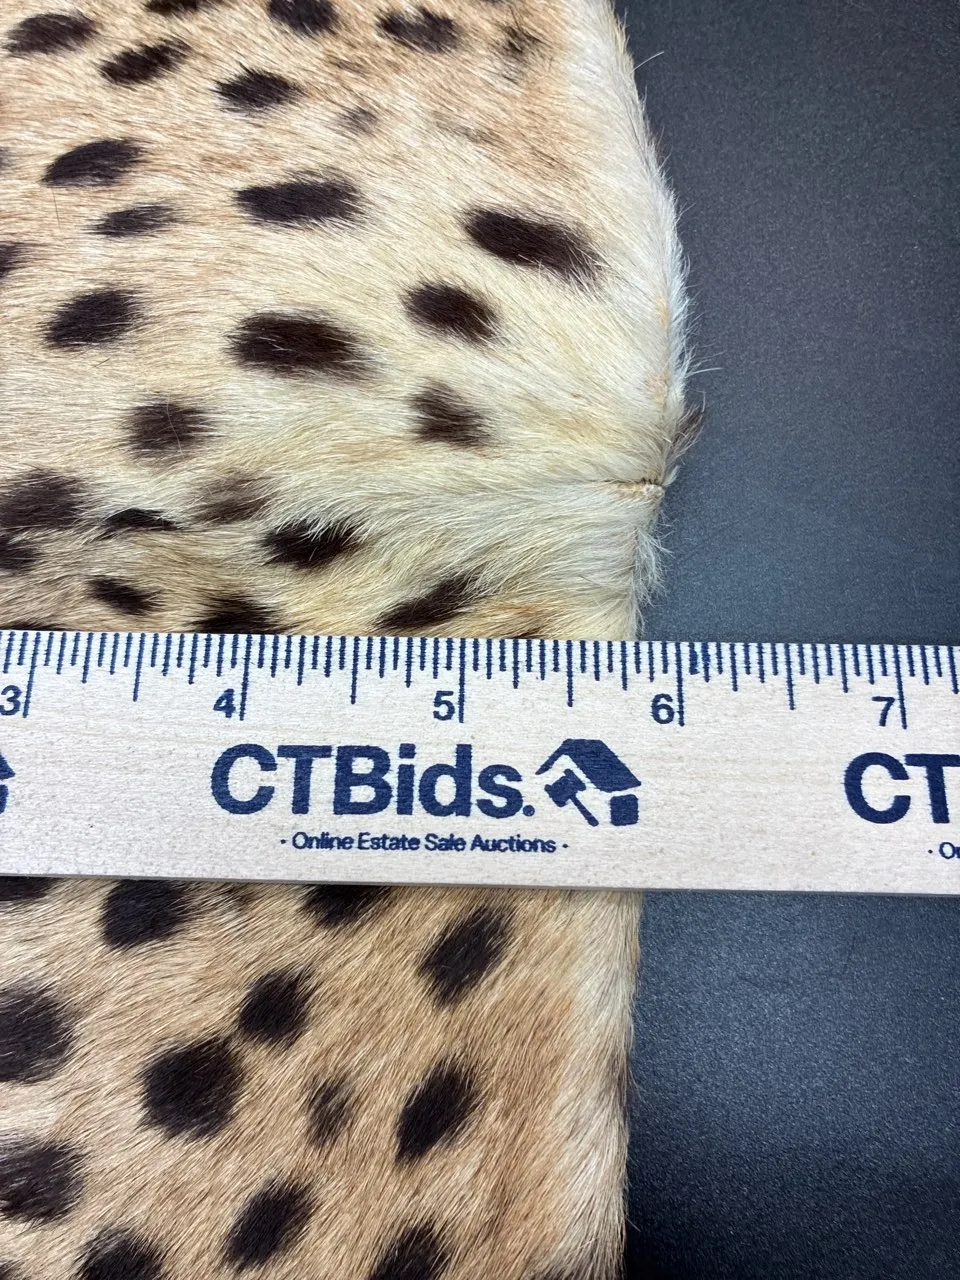 3 4 5 6 7
CTBids. CT
· Online Estate Sale Auctions ·